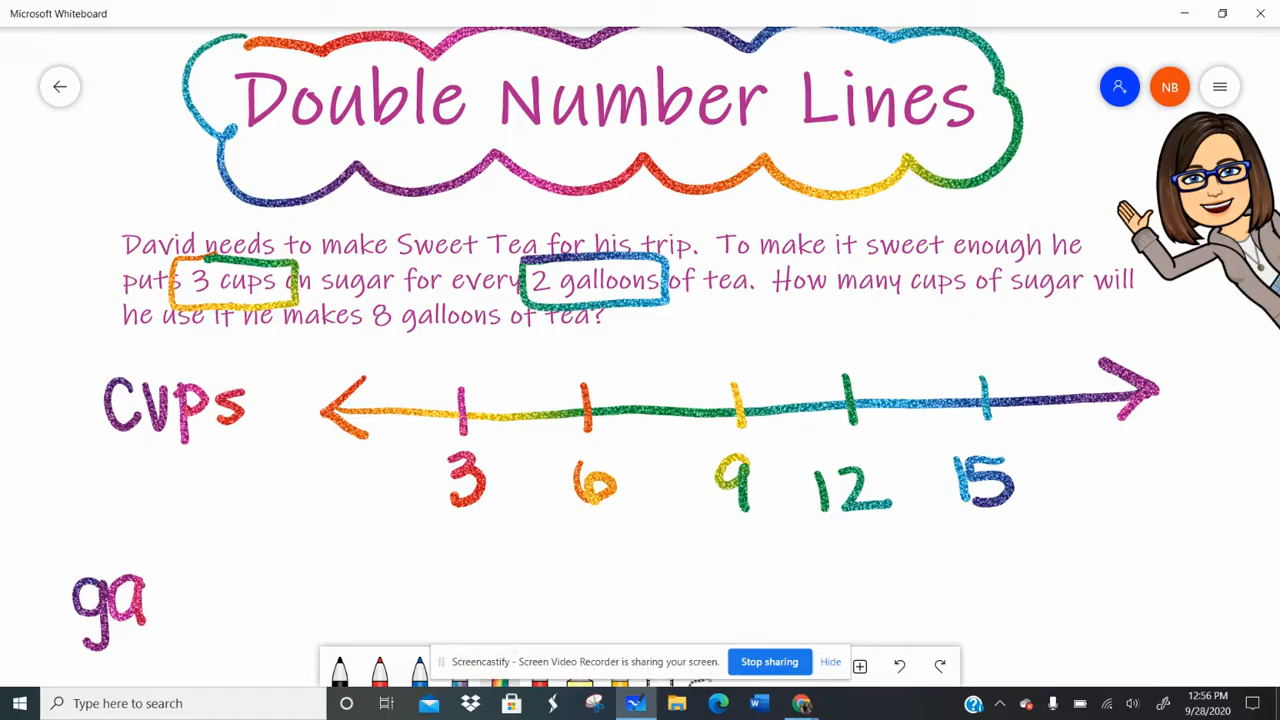 Microsoft Whiteboard
Double Number Lines
NB
David needs to make Sweet Tea for his trip. To make it sweet enough he
puts 3 cups on sugar for every 2 galloons of tea. How many cups of sugar will
he use if he makes 8 galloons of tea?
Cups
3 6 9 12 15
ga
Screencastify - Screen Video Recorder is sharing your screen. Stop sharing Hide
Type here to search
12:56 PM
9/28/2020